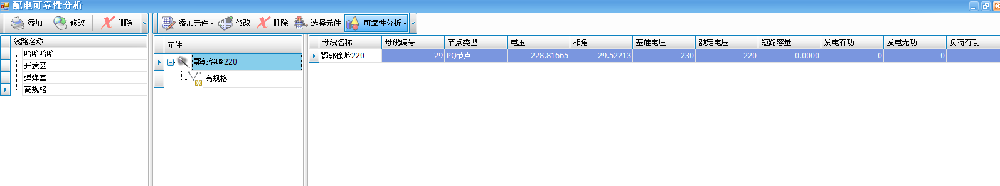 配电可靠性分析
添加 修改 删除 添加元件 修改 删除 选择元件 可靠性分析
线路名称
哈哈哈哈
开发区
弹弹堂
高规格
元件
鄂郭徐岭220
高规格
母线名称 母线编号 节点类型 电压 相角 基准电压 额定电压 短路容量 发电有功 发电无功 负荷有功
鄂郭徐岭220 29 PQ节点 228.81665 -29.52213 230 220 0.0000 0 0